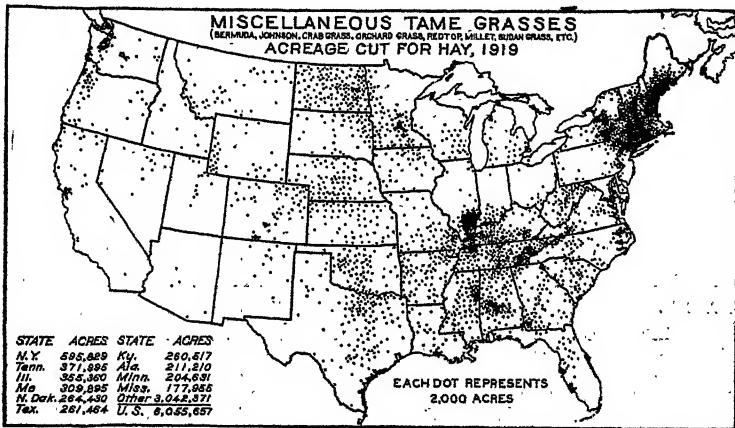 MISCELLANEOUS TAME GRASSES
(BERMUDA, JOHNSON, CRAB GRASS, ORCHARD GRASS, REDTOP, MILLET, SUDAN GRASS, ETC.)
ACREAGE CUT FOR HAY, 1919
STATE ACRES STATE ACRES
N.Y. 595,829 Ky. 260,517
Tenn. 371,895 Ala. 211,210
Ill. 355,360 Minn. 204,631
Me 309,895 Miss. 177,955
N. Dak. 264,430 Other 3,042,371
Tex. 261,464 U.S. 6,055,657
EACH DOT REPRESENTS
2,000 ACRES